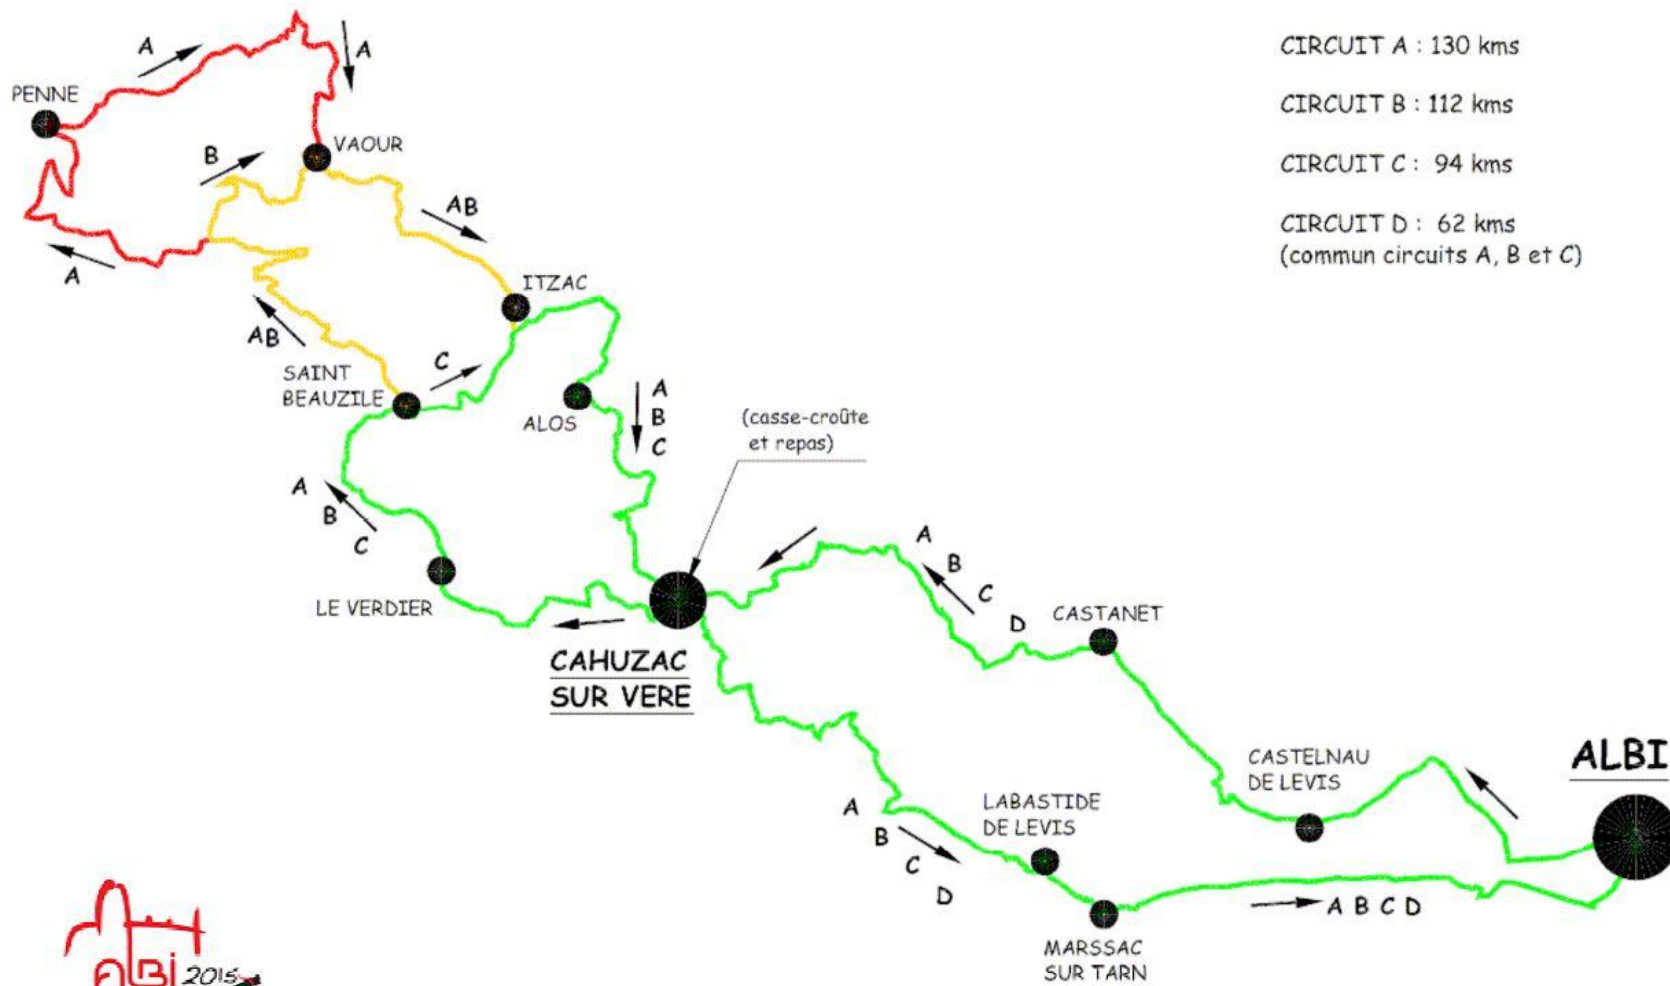 CIRCUIT A : 130 kms
CIRCUIT B : 112 kms
CIRCUIT C : 94 kms
CIRCUIT D : 62 kms
(commun circuits A, B et C)
A
A
PENNE
VAOUR
B
AB
A
ITZAC
AB
C
SAINT
BEAUZILE
ALOS
A
B
C
(casse-croûte
et repas)
A
B
C
LE VERDIER
A
B
C
D
CASTANET
CAHUZAC
SUR VERE
CASTELNAU
DE LEVIS
ALBI
LABASTIDE
DE LEVIS
A
B
C
D
A B C D
MARSSAC
SUR TARN
ALBi 2015